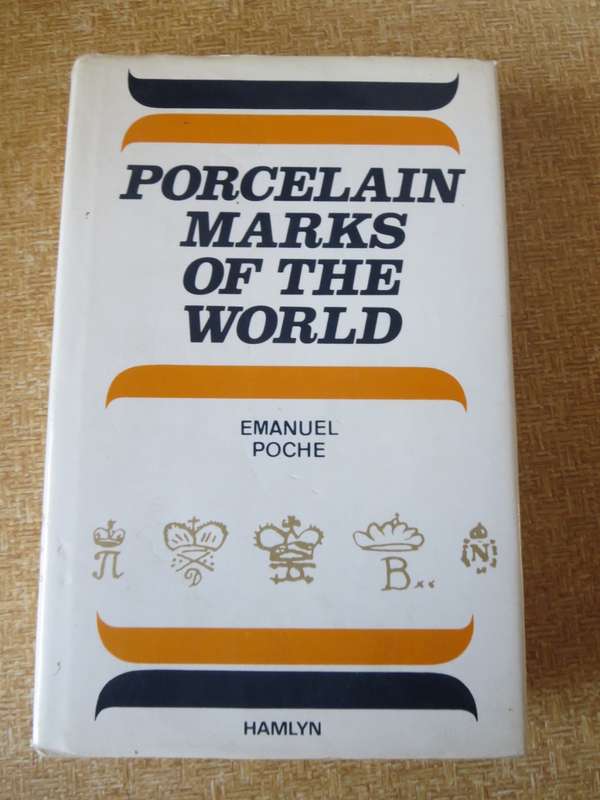 PORCELAIN
MARKS
OF THE
WORLD
EMANUEL
POCHE
Π D B N
HAMLYN